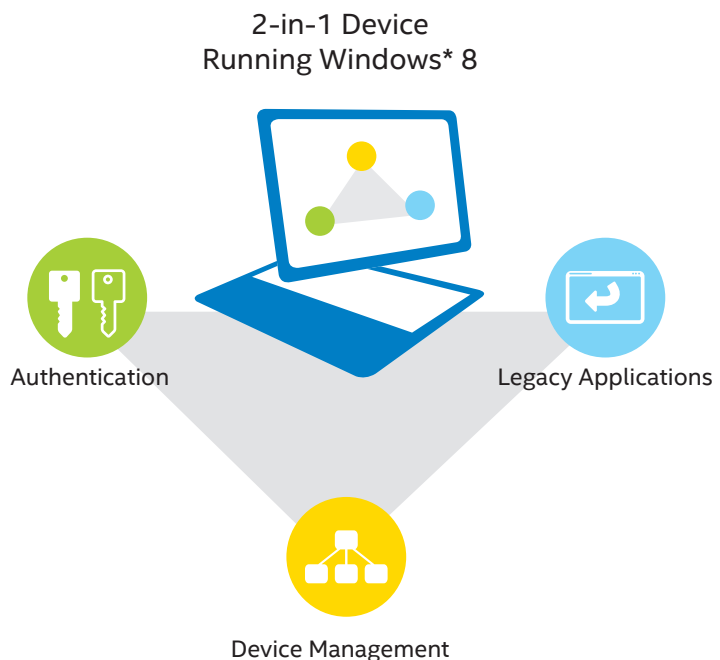 2-in-1 Device
Running Windows* 8
Authentication
Legacy Applications
Device Management